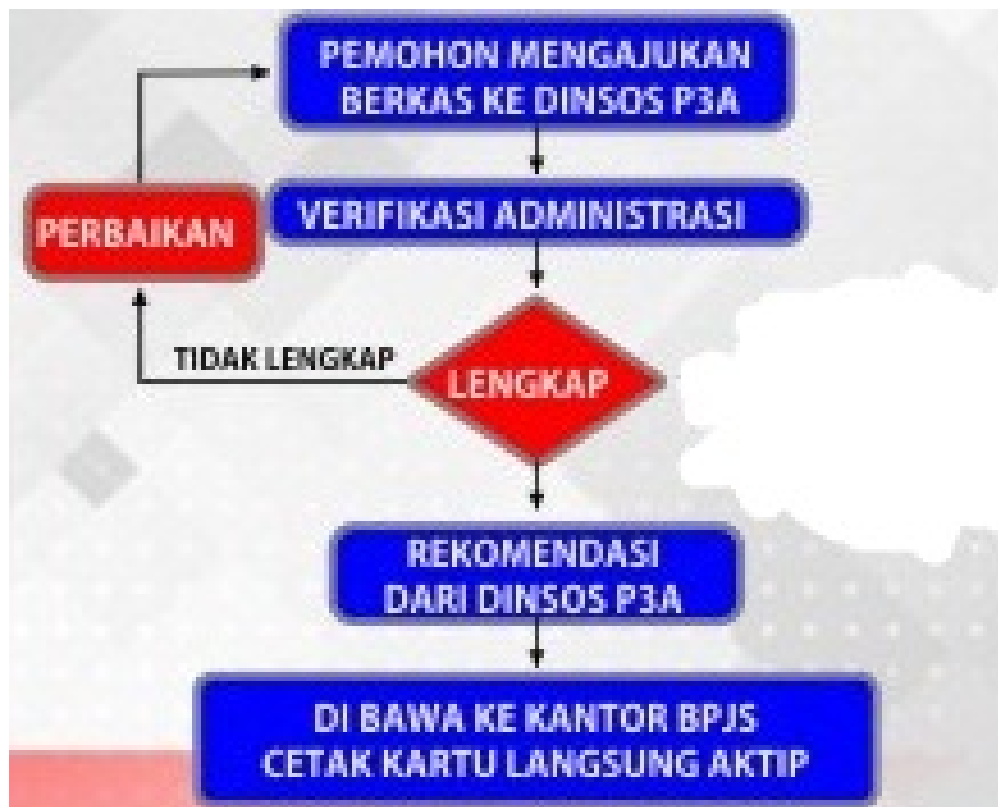 PEMOHON MENGAJUKAN
BERKAS KE DINSOS P3A
PERBAIKAN
VERIFIKASI ADMINISTRASI
TIDAK LENGKAP
LENGKAP
REKOMENDASI
DARI DINSOS P3A
DI BAWA KE KANTOR BPJS
CETAK KARTU LANGSUNG AKTIP